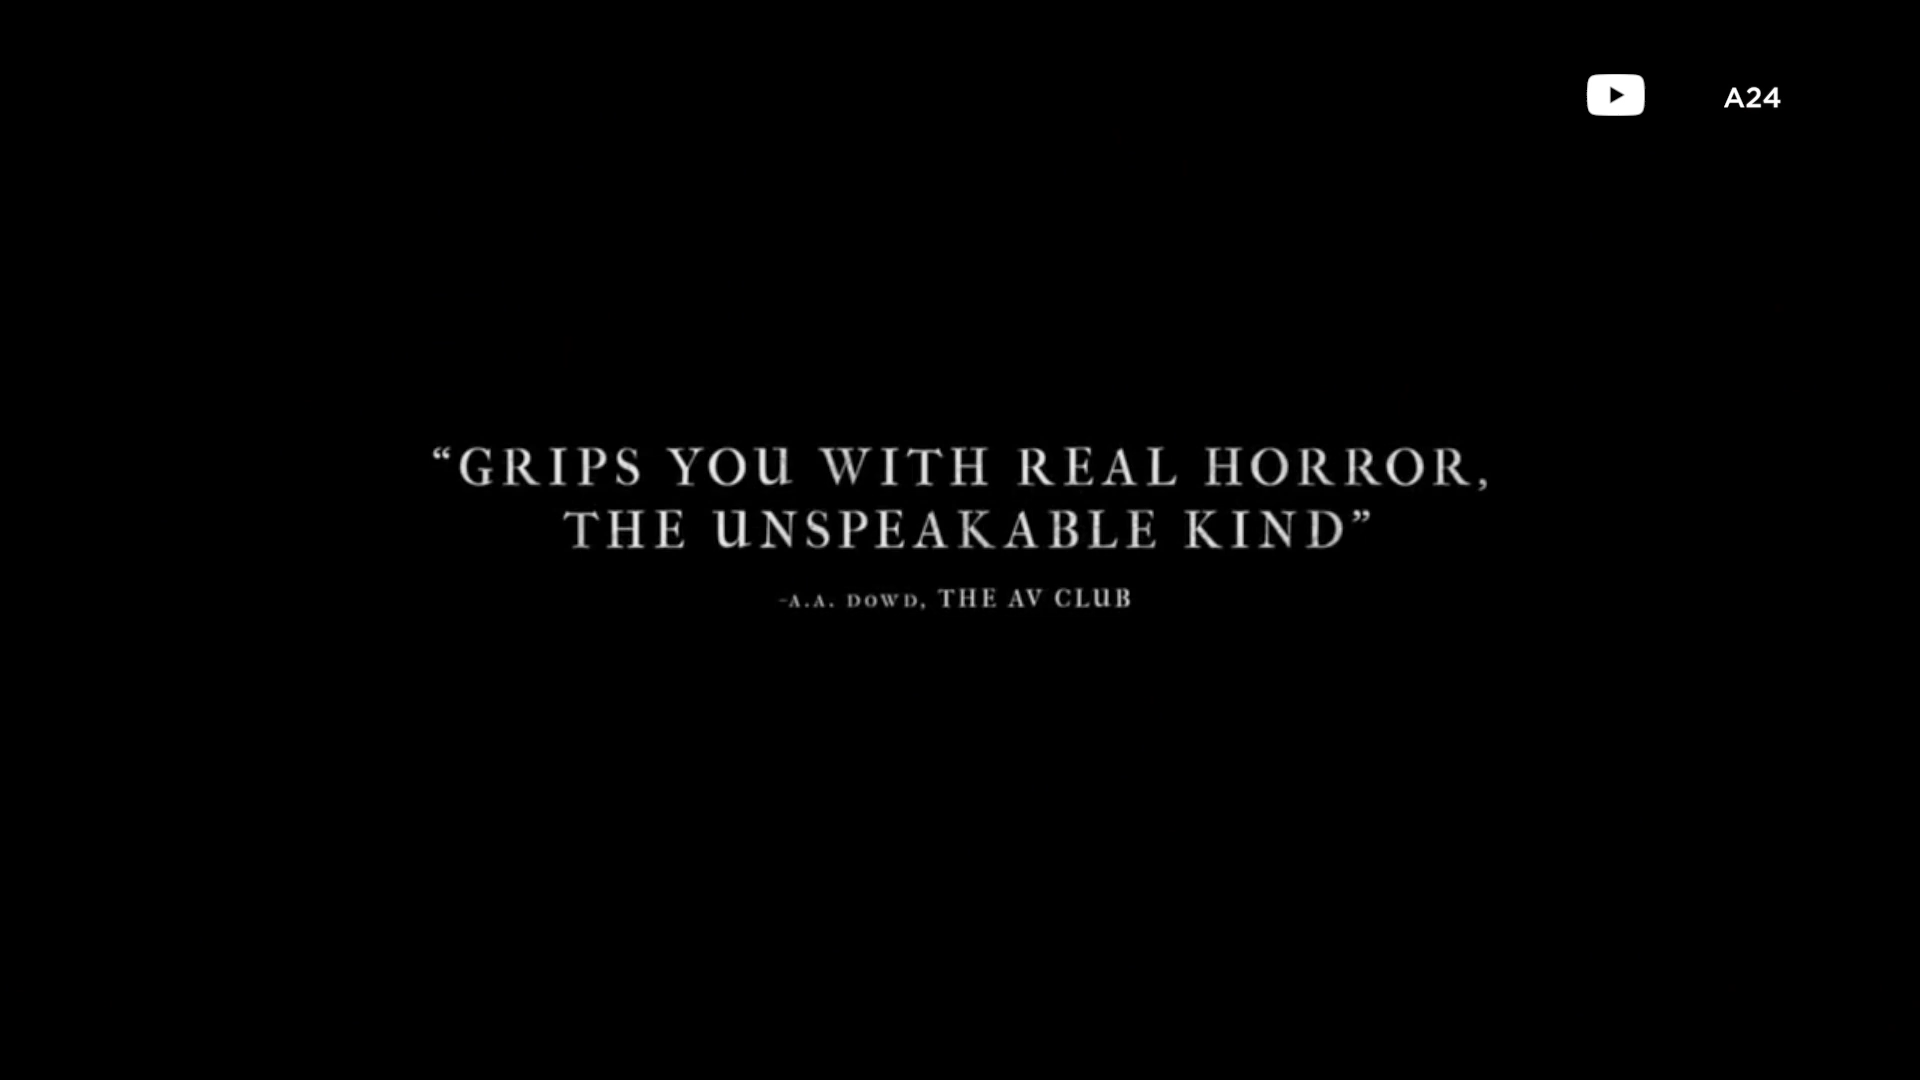 A24
“GRIPS YOU WITH REAL HORROR,
THE UNSPEAKABLE KIND”
-A.A. DOWD, THE AV CLUB